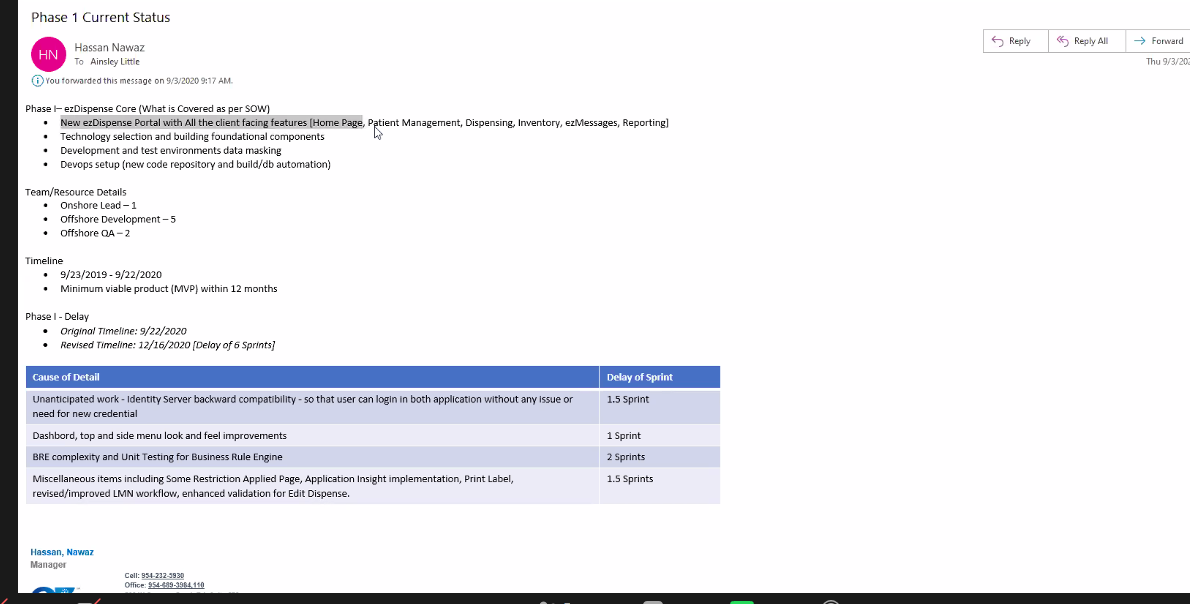 Phase 1 Current Status
HN
Hassan Nawaz
To Ainsley Little
Reply
Reply All
Forward
Thu 9/3/202
You forwarded this message on 9/3/2020 9:17 AM.
Phase I– ezDispense Core (What is Covered as per SOW)
• New ezDispense Portal with All the client facing features [Home Page, Patient Management, Dispensing, Inventory, ezMessages, Reporting]
• Technology selection and building foundational components
• Development and test environments data masking
• Devops setup (new code repository and build/db automation)
Team/Resource Details
• Onshore Lead – 1
• Offshore Development – 5
• Offshore QA – 2
Timeline
• 9/23/2019 - 9/22/2020
• Minimum viable product (MVP) within 12 months
Phase I - Delay
• Original Timeline: 9/22/2020
• Revised Timeline: 12/16/2020 [Delay of 6 Sprints]
Cause of Detail
Delay of Sprint
Unanticipated work - Identity Server backward compatibility - so that user can login in both application without any issue or
need for new credential
1.5 Sprint
Dashbord, top and side menu look and feel improvements
1 Sprint
BRE complexity and Unit Testing for Business Rule Engine
2 Sprints
Miscellaneous items including Some Restriction Applied Page, Application Insight implementation, Print Label,
revised/improved LMN workflow, enhanced validation for Edit Dispense.
1.5 Sprints
Hassan, Nawaz
Manager
Cell: 954-232-5930
Office: 954-689-3984,110